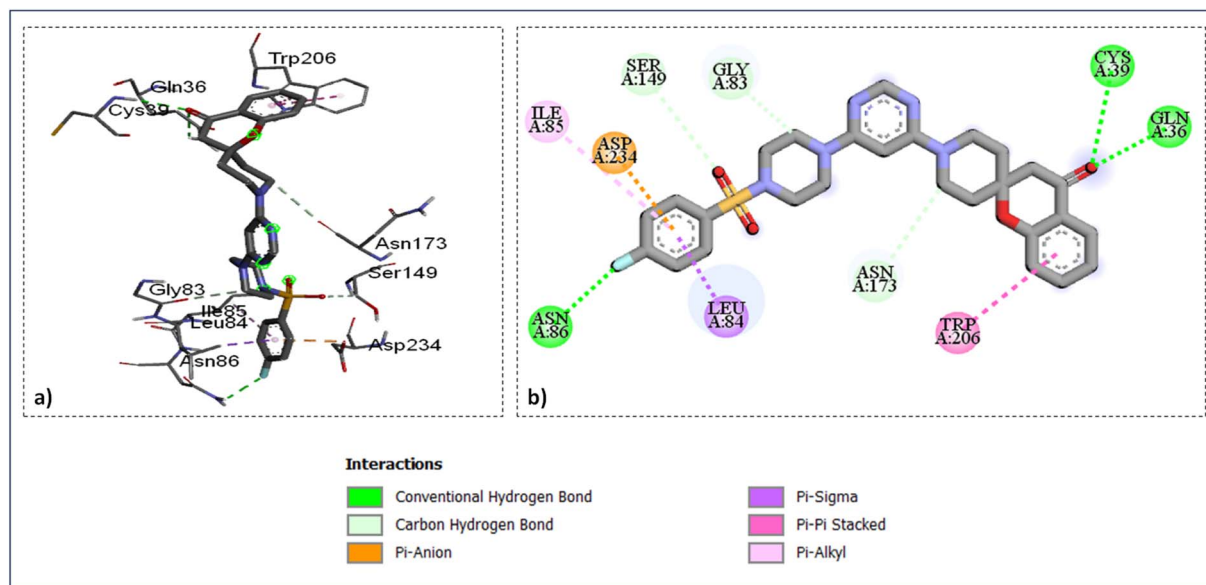 Trp206
Gln36
Cys39
Asn173
Ser149
Gly83
Ile85
Leu84
Asn86
Asp234
a)
SER
A:149
GLY
A:83
CYS
A:39
GLN
A:36
ILE
A:85
ASP
A:234
ASN
A:173
ASN
A:86
LEU
A:84
TRP
A:206
b)
Interactions
Conventional Hydrogen Bond
Carbon Hydrogen Bond
Pi-Anion
Pi-Sigma
Pi-Pi Stacked
Pi-Alkyl